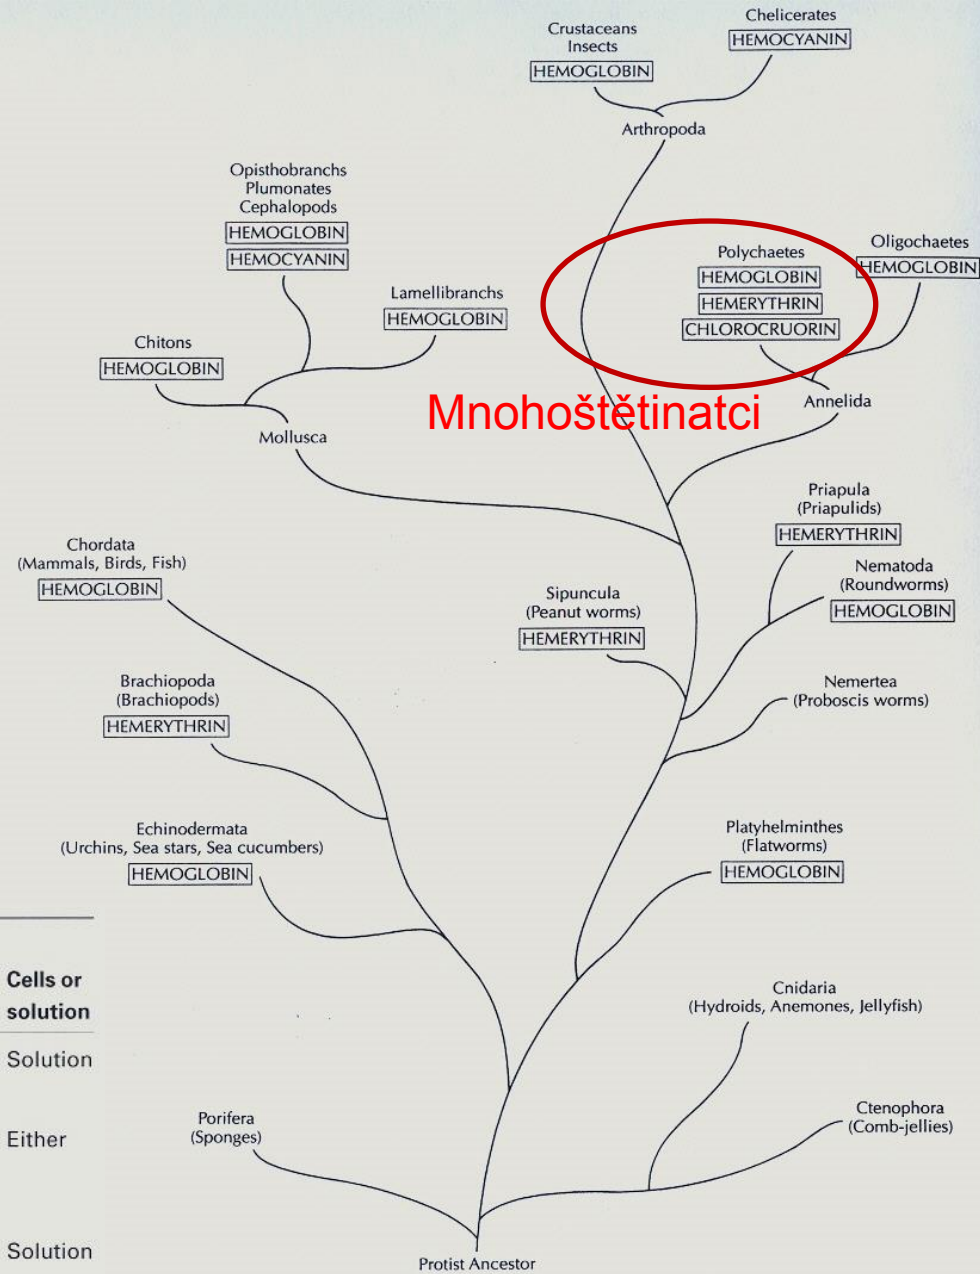 Crustaceans
Insects
HEMOGLOBIN
Chelicerates
HEMOCYANIN
Arthropoda
Opisthobranchs
Plumonates
Cephalopods
HEMOGLOBIN
HEMOCYANIN
Lamellibranchs
HEMOGLOBIN
Chitons
HEMOGLOBIN
Mollusca
Polychaetes
HEMOGLOBIN
HEMERYTHRIN
CHLOROCRUORIN
Oligochaetes
HEMOGLOBIN
Annelida
Mnohoštětinatci
Priapula
(Priapulids)
HEMERYTHRIN
Nematoda
(Roundworms)
HEMOGLOBIN
Chordata
(Mammals, Birds, Fish)
HEMOGLOBIN
Sipuncula
(Peanut worms)
HEMERYTHRIN
Brachiopoda
(Brachiopods)
HEMERYTHRIN
Nemertea
(Proboscis worms)
Echinodermata
(Urchins, Sea stars, Sea cucumbers)
HEMOGLOBIN
Platyhelminthes
(Flatworms)
HEMOGLOBIN
Cells or
solution
Solution
Either
Solution
Cnidaria
(Hydroids, Anemones, Jellyfish)
Porifera
(Sponges)
Ctenophora
(Comb-jellies)
Protist Ancestor